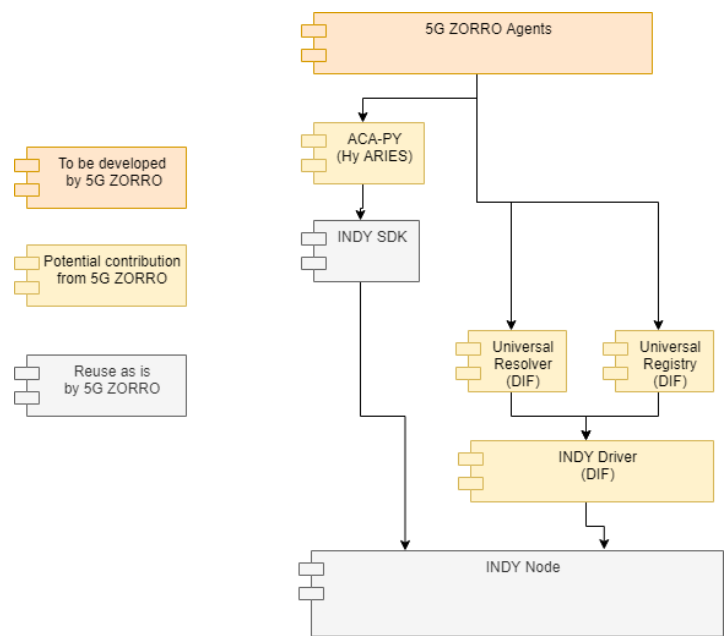 5G ZORRO Agents
ACA-PY
(Hy ARIES)
To be developed
by 5G ZORRO
INDY SDK
Potential contribution
from 5G ZORRO
Universal
Resolver
(DIF)
Universal
Registry
(DIF)
Reuse as is
by 5G ZORRO
INDY Driver
(DIF)
INDY Node